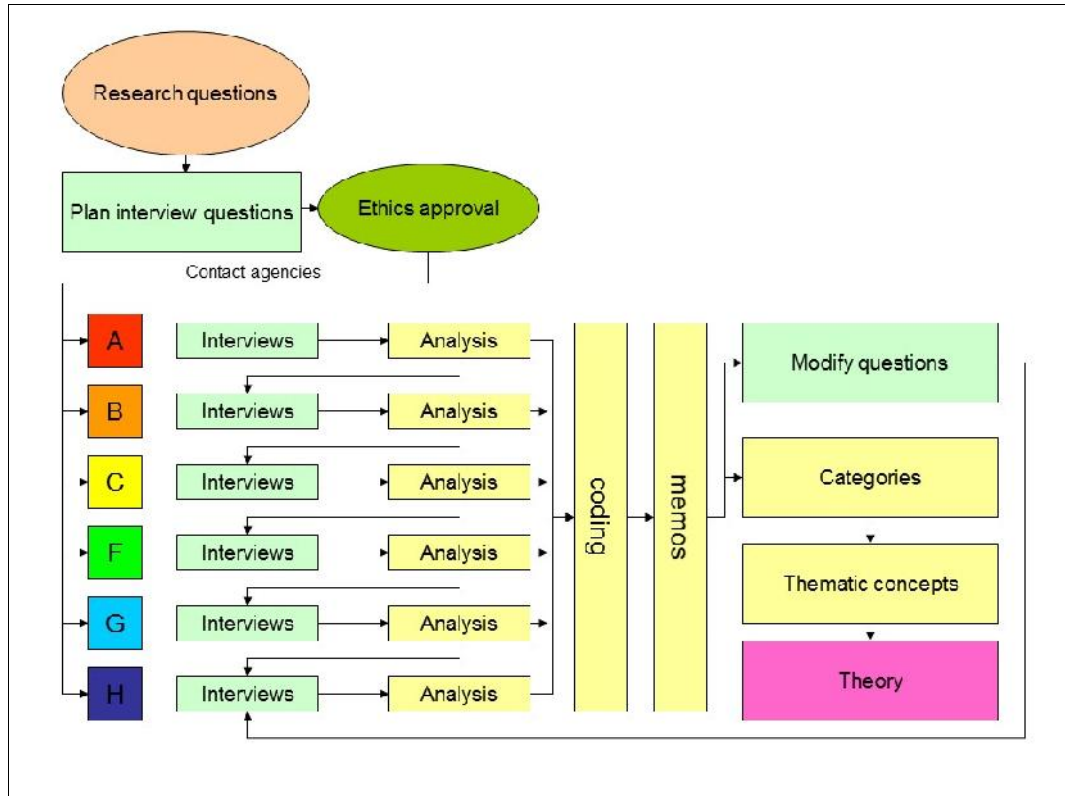 Research questions
Plan interview questions
Ethics approval
Contact agencies
A
Interviews
Analysis
B
Interviews
Analysis
C
Interviews
Analysis
F
Interviews
Analysis
G
Interviews
Analysis
H
Interviews
Analysis
coding
memos
Modify questions
Categories
Thematic concepts
Theory